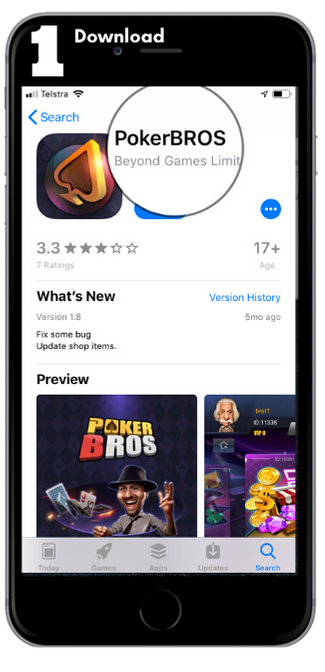 1 Download
Telstra
Search
PokerBROS
Beyond Games Limit
3.3
17+
7 Ratings
Age
What's New
Version History
Version 1.8
5mo ago
Fix some bug
Update shop items.
Preview
POKER
BROS
test1
ID:11338
VIP 0
Today
Games
Apps
Updates
Search